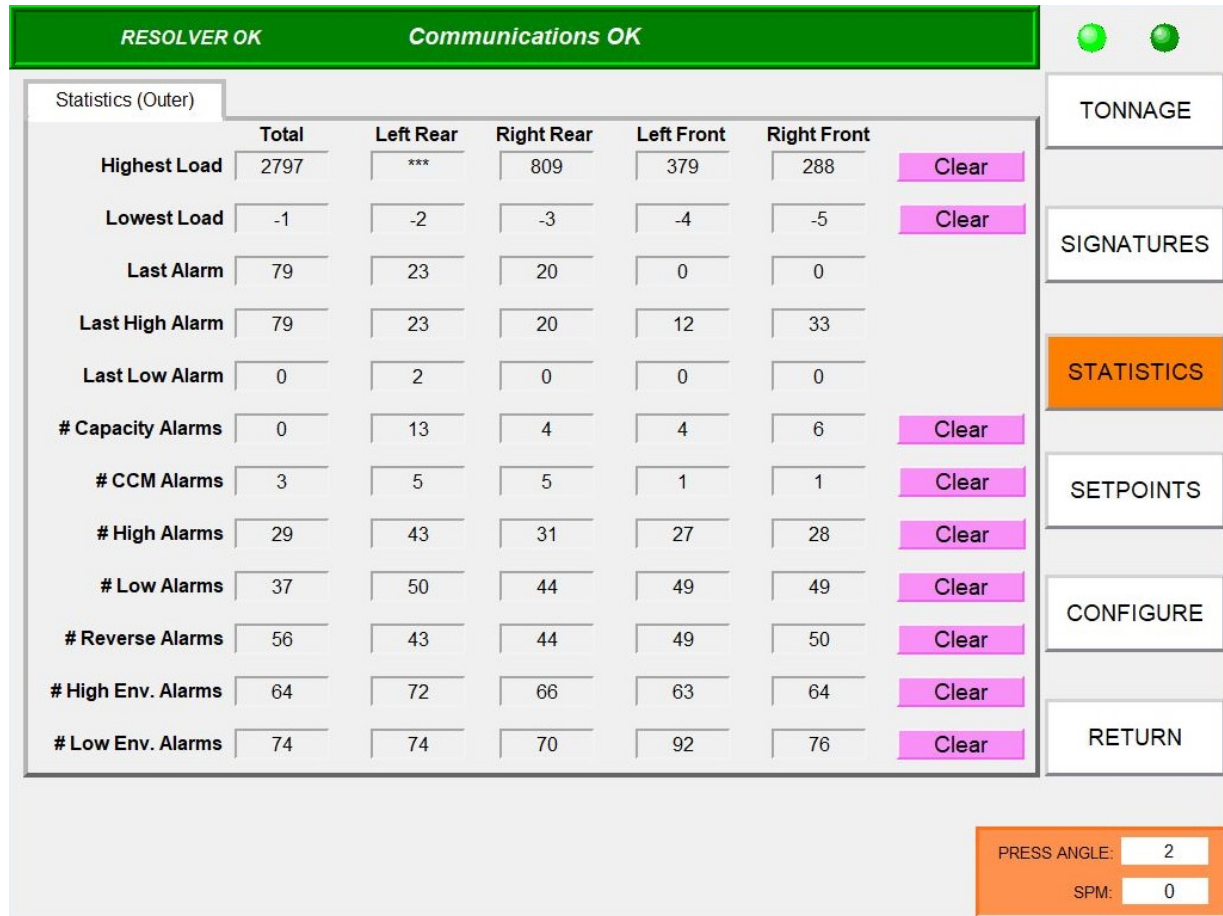 RESOLVER OK Communications OK
Statistics (Outer)
Total Left Rear Right Rear Left Front Right Front
Highest Load 2797 *** 809 379 288 Clear
Lowest Load -1 -2 -3 -4 -5 Clear
Last Alarm 79 23 20 0 0
Last High Alarm 79 23 20 12 33
Last Low Alarm 0 2 0 0 0
# Capacity Alarms 0 13 4 4 6 Clear
# CCM Alarms 3 5 5 1 1 Clear
# High Alarms 29 43 31 27 28 Clear
# Low Alarms 37 50 44 49 49 Clear
# Reverse Alarms 56 43 44 49 50 Clear
# High Env. Alarms 64 72 66 63 64 Clear
# Low Env. Alarms 74 74 70 92 76 Clear
TONNAGE
SIGNATURES
STATISTICS
SETPOINTS
CONFIGURE
RETURN
PRESS ANGLE: 2
SPM: 0